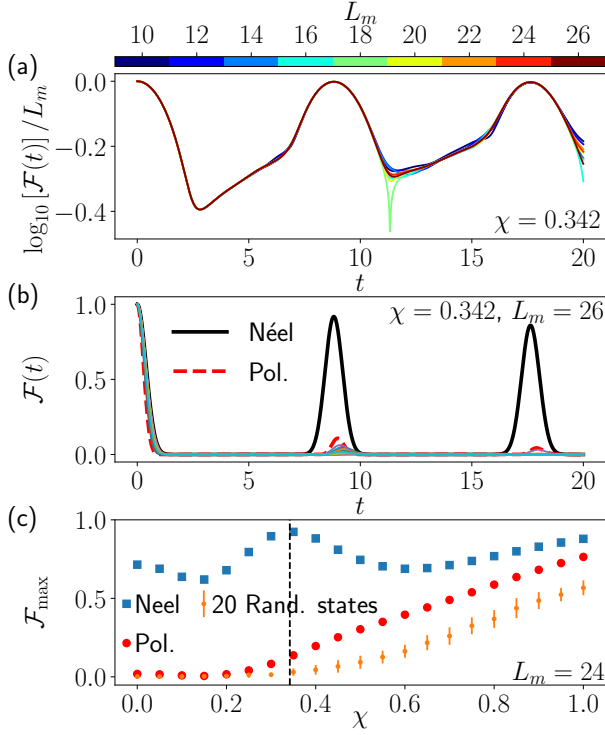 L_m
10 12 14 16 18 20 22 24 26
(a)
0.0
−0.2
−0.4
log₁₀ [𝓕(t)] / L_m
χ = 0.342
0 5 10 15 20
t
(b)
χ = 0.342, L_m = 26
1.0
0.5
0.0
𝓕(t)
Néel
Pol.
0 5 10 15 20
t
(c)
1.0
0.5
0.0
𝓕_max
Neel
20 Rand. states
Pol.
L_m = 24
0.0 0.2 0.4 0.6 0.8 1.0
χ